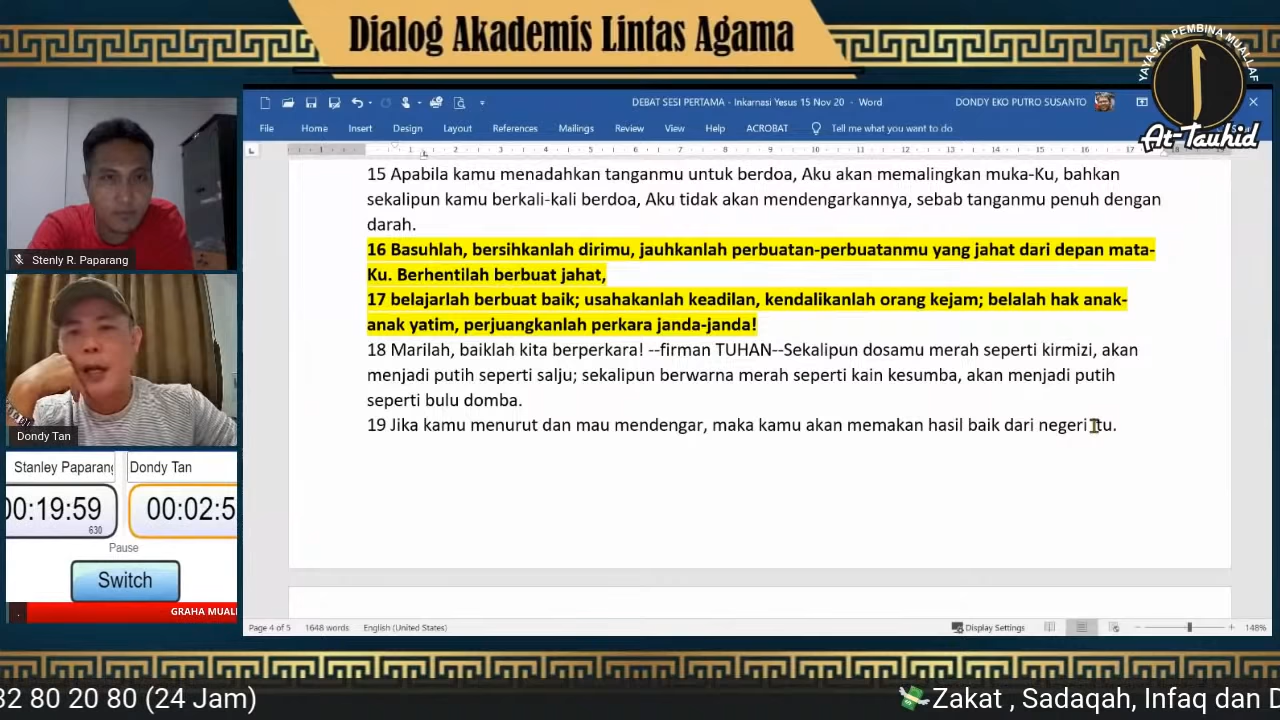 Dialog Akademis Lintas Agama
YAYASAN PEMBINA MUALLAF
At-Tauhid
DEBAT SESI PERTAMA - Inkarnasi Yesus 15 Nov 20 - Word
DONDY EKO PUTRO SUSANTO
File Home Insert Design Layout References Mailings Review View Help ACROBAT Tell me what you want to do
15 Apabila kamu menadahkan tanganmu untuk berdoa, Aku akan memalingkan muka-Ku, bahkan
sekalipun kamu berkali-kali berdoa, Aku tidak akan mendengarkannya, sebab tanganmu penuh dengan
darah.
16 Basuhlah, bersihkanlah dirimu, jauhkanlah perbuatan-perbuatanmu yang jahat dari depan mata-
Ku. Berhentilah berbuat jahat,
17 belajarlah berbuat baik; usahakanlah keadilan, kendalikanlah orang kejam; belalah hak anak-
anak yatim, perjuangkanlah perkara janda-janda!
18 Marilah, baiklah kita berperkara! --firman TUHAN--Sekalipun dosamu merah seperti kirmizi, akan
menjadi putih seperti salju; sekalipun berwarna merah seperti kain kesumba, akan menjadi putih
seperti bulu domba.
19 Jika kamu menurut dan mau mendengar, maka kamu akan memakan hasil baik dari negeri itu.
Page 4 of 5 1648 words English (United States)
Display Settings
148%
Stenly R. Paparang
Dondy Tan
Stanley Paparang Dondy Tan
00:19:59 00:02:5
630
Pause
Switch
. GRAHA MUALL
32 80 20 80 (24 Jam) 💸Zakat , Sadaqah, Infaq dan D